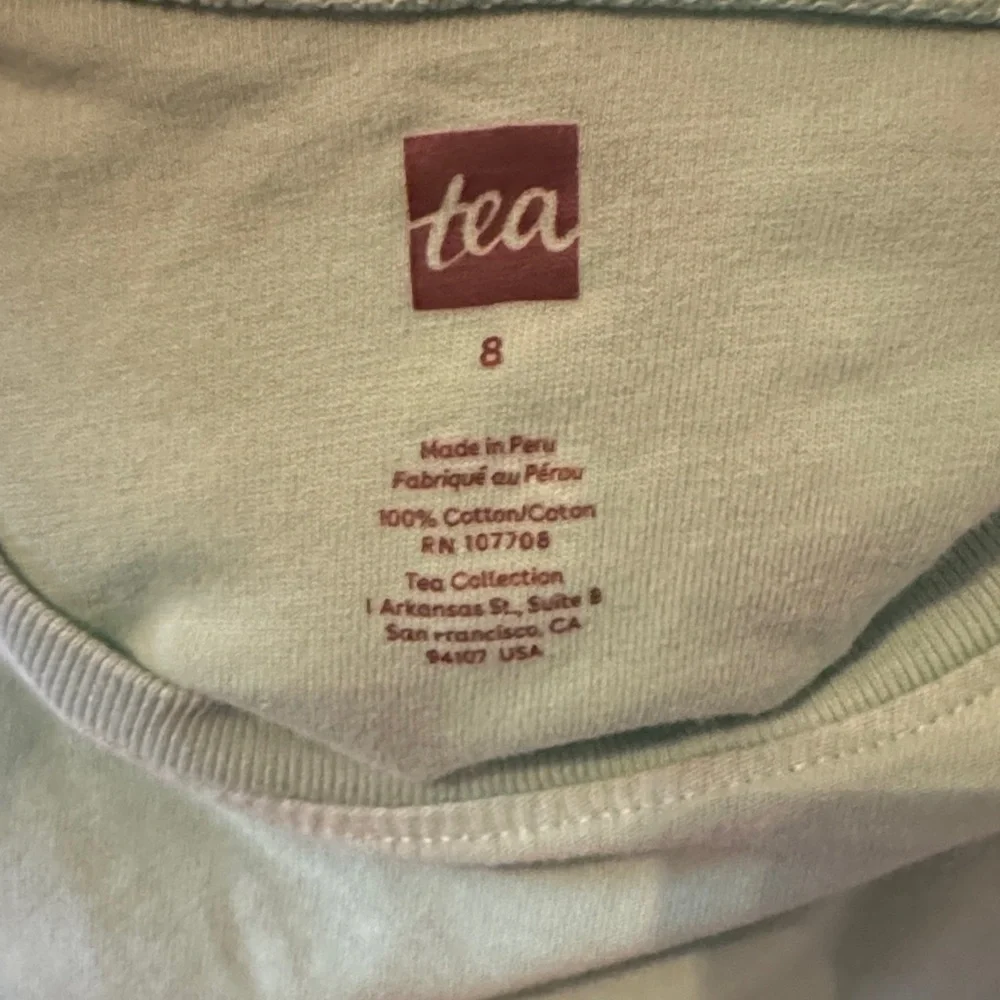 tea
8
Made in Peru
Fabriqué au Pérou
100% Cotton/Coton
RN 107708
Tea Collection
1 Arkansas St., Suite B
San Francisco, CA
94107 USA